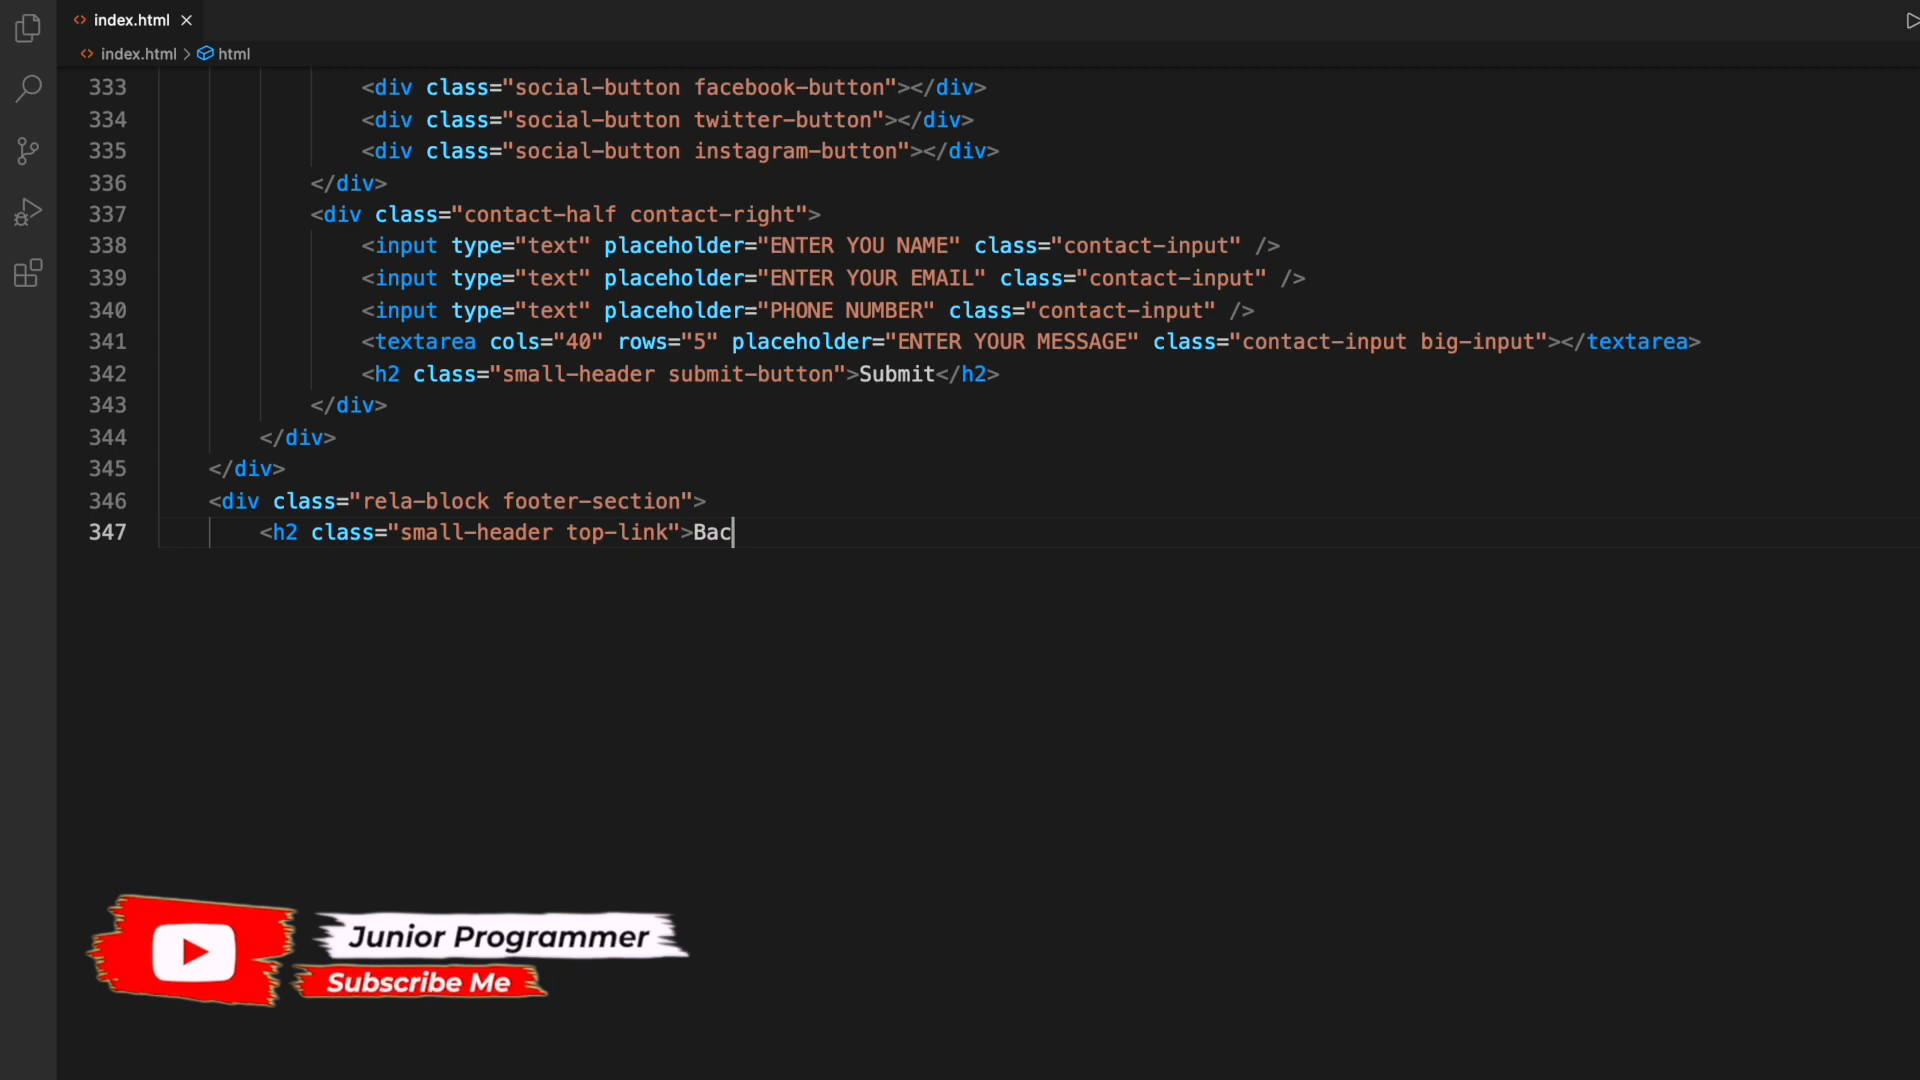 index.html
index.html > html
333 <div class="social-button facebook-button"></div>
334 <div class="social-button twitter-button"></div>
335 <div class="social-button instagram-button"></div>
336 </div>
337 <div class="contact-half contact-right">
338 <input type="text" placeholder="ENTER YOU NAME" class="contact-input" />
339 <input type="text" placeholder="ENTER YOUR EMAIL" class="contact-input" />
340 <input type="text" placeholder="PHONE NUMBER" class="contact-input" />
341 <textarea cols="40" rows="5" placeholder="ENTER YOUR MESSAGE" class="contact-input big-input"></textarea>
342 <h2 class="small-header submit-button">Submit</h2>
343 </div>
344 </div>
345 </div>
346 <div class="rela-block footer-section">
347 <h2 class="small-header top-link">Bac
Junior Programmer
Subscribe Me